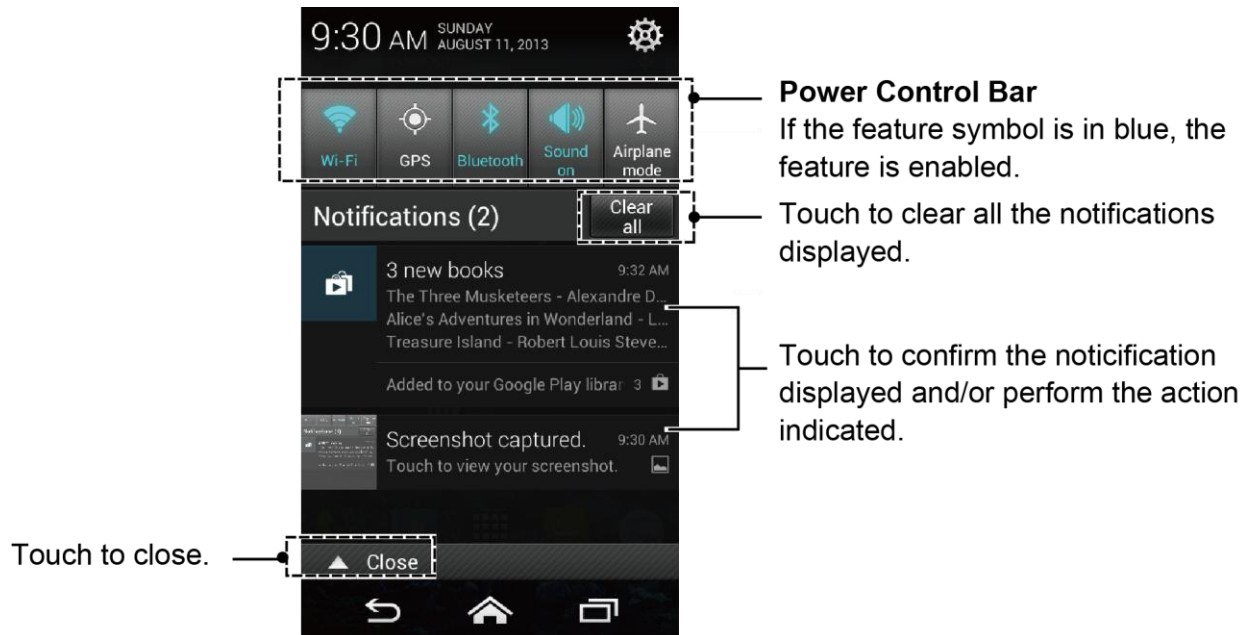 9:30 AM SUNDAY
AUGUST 11, 2013
Wi-Fi
GPS
Bluetooth
Sound
on
Airplane
mode
Power Control Bar
If the feature symbol is in blue, the
feature is enabled.
Notifications (2)
Clear
all
Touch to clear all the notifications
displayed.
3 new books 9:32 AM
The Three Musketeers - Alexandre D...
Alice's Adventures in Wonderland - L...
Treasure Island - Robert Louis Steve...
Added to your Google Play librar 3
Touch to confirm the noticification
displayed and/or perform the action
indicated.
Screenshot captured. 9:30 AM
Touch to view your screenshot.
Touch to close.
Close